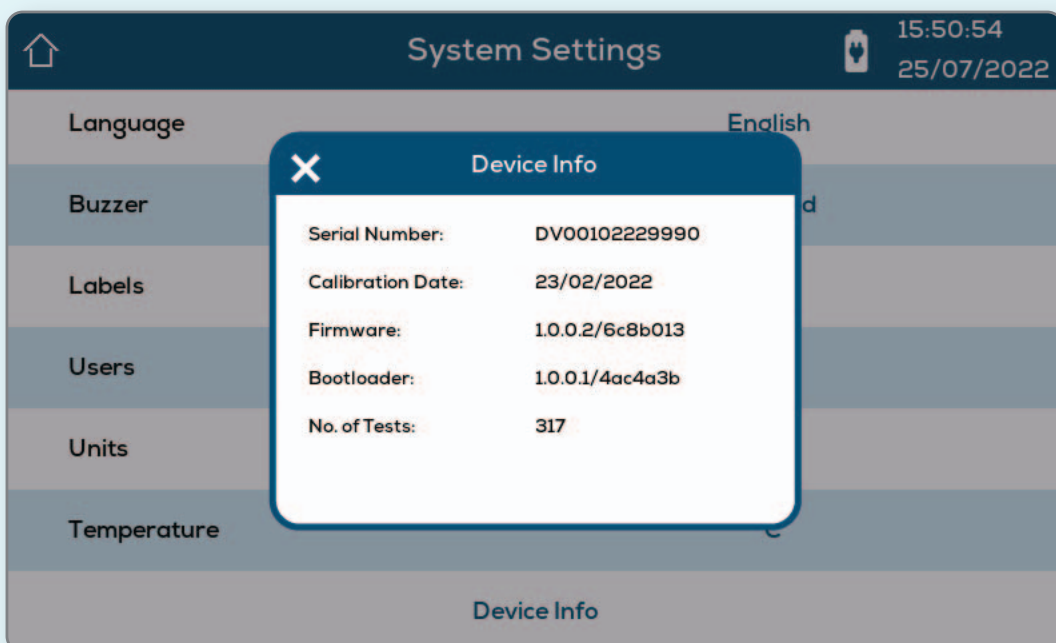 System Settings
15:50:54
25/07/2022
Language English
Buzzer d
Labels
Users
Units
Temperature C
Device Info
Device Info
Serial Number: DV00102229990
Calibration Date: 23/02/2022
Firmware: 1.0.0.2/6c8b013
Bootloader: 1.0.0.1/4ac4a3b
No. of Tests: 317